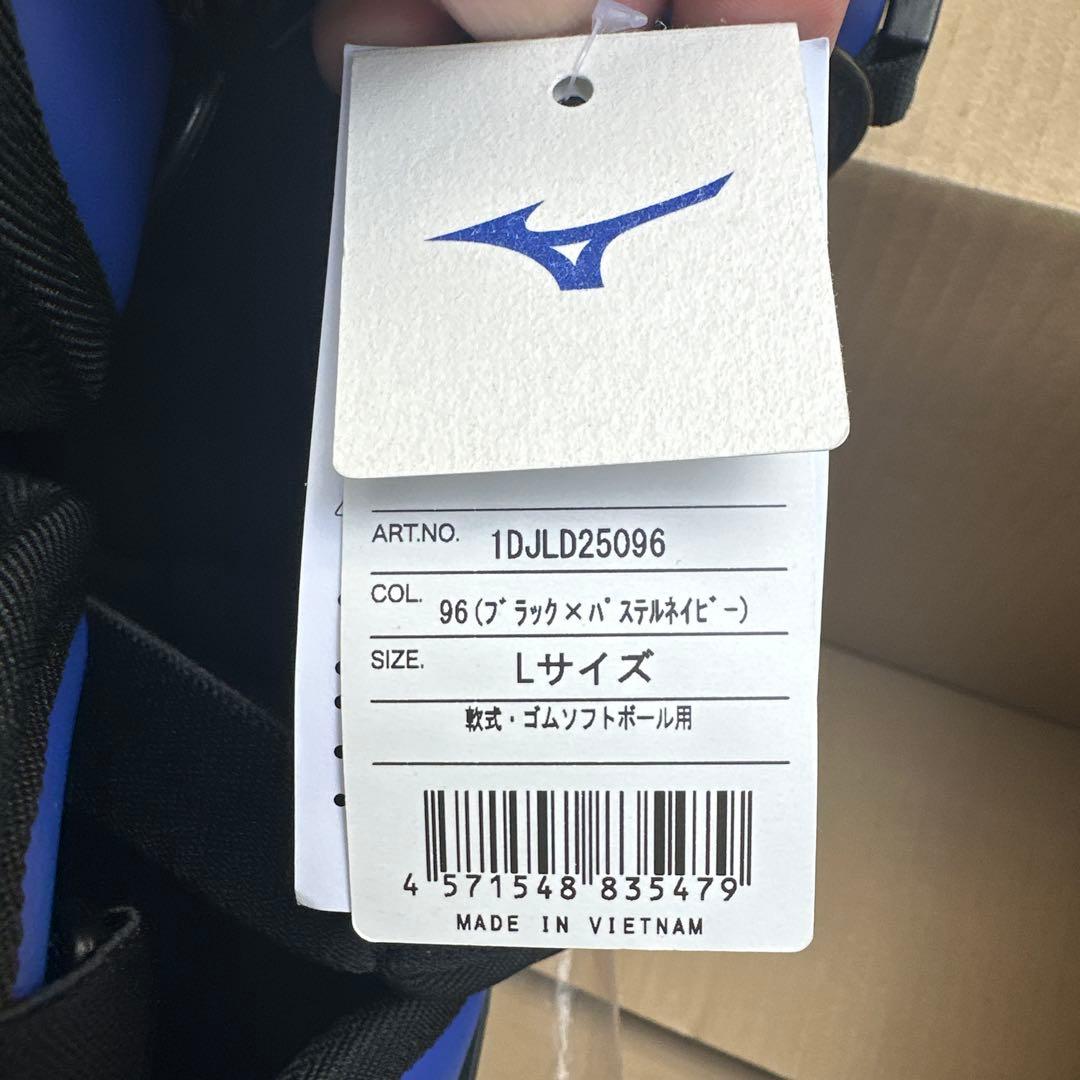 ART.NO. 1DJLD25096
COL. 96(ﾌﾞﾗｯｸ×ﾊﾟｽﾃﾙﾈｲﾋﾞｰ)
SIZE. Lサイズ
軟式・ゴムソフトボール用
4 571548 835479
MADE IN VIETNAM